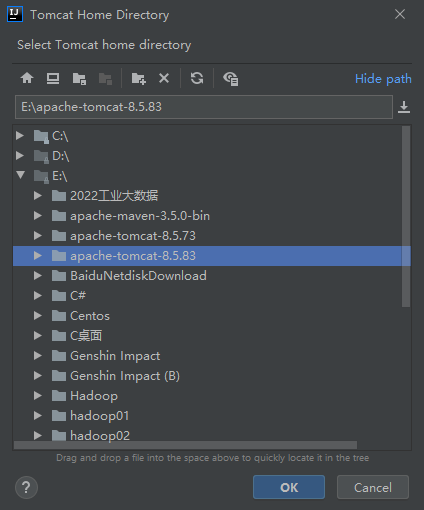 IJ Tomcat Home Directory
Select Tomcat home directory
Hide path
E:\apache-tomcat-8.5.83
C:\
D:\
E:\
2022工业大数据
apache-maven-3.5.0-bin
apache-tomcat-8.5.73
apache-tomcat-8.5.83
BaiduNetdiskDownload
C#
Centos
C桌面
Genshin Impact
Genshin Impact (B)
Hadoop
hadoop01
hadoop02
Drag and drop a file into the space above to quickly locate it in the tree
?
OK
Cancel